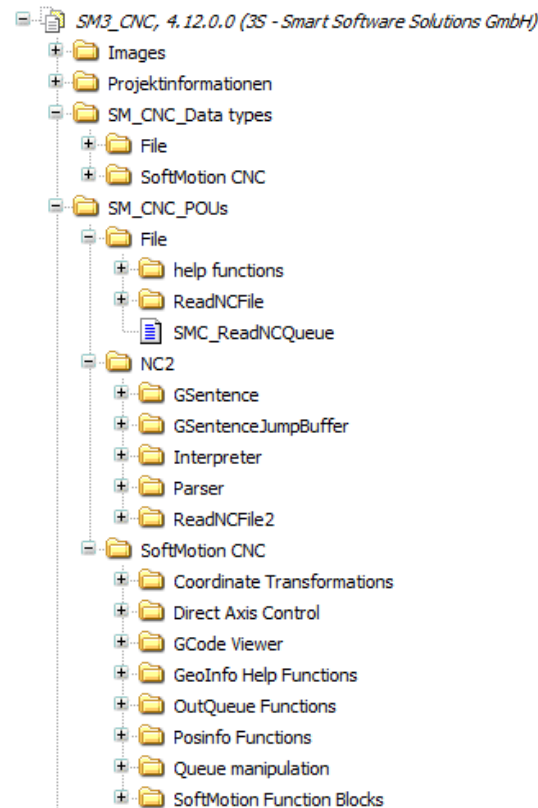 SM3_CNC, 4.12.0.0 (3S - Smart Software Solutions GmbH)
Images
Projektinformationen
SM_CNC_Data types
File
SoftMotion CNC
SM_CNC_POUs
File
help functions
ReadNCFile
SMC_ReadNCQueue
NC2
GSentence
GSentenceJumpBuffer
Interpreter
Parser
ReadNCFile2
SoftMotion CNC
Coordinate Transformations
Direct Axis Control
GCode Viewer
GeoInfo Help Functions
OutQueue Functions
Posinfo Functions
Queue manipulation
SoftMotion Function Blocks